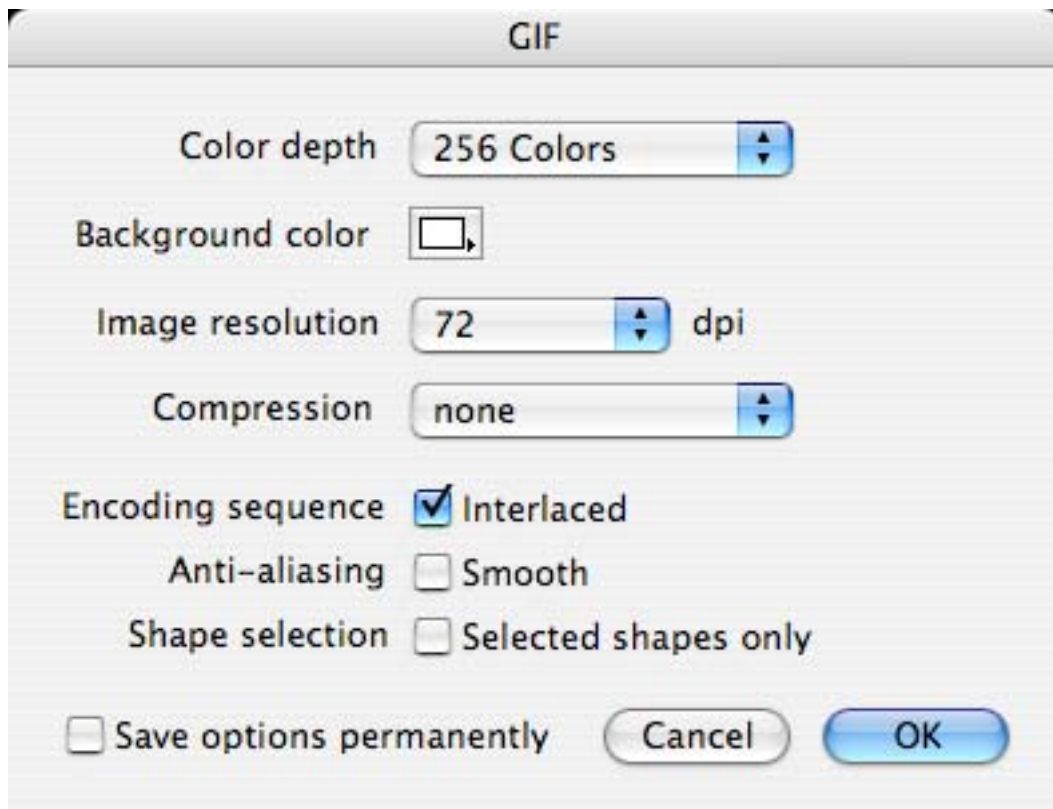 GIF
Color depth 256 Colors
Background color
Image resolution 72 dpi
Compression none
Encoding sequence Interlaced
Anti-aliasing Smooth
Shape selection Selected shapes only
Save options permanently Cancel OK